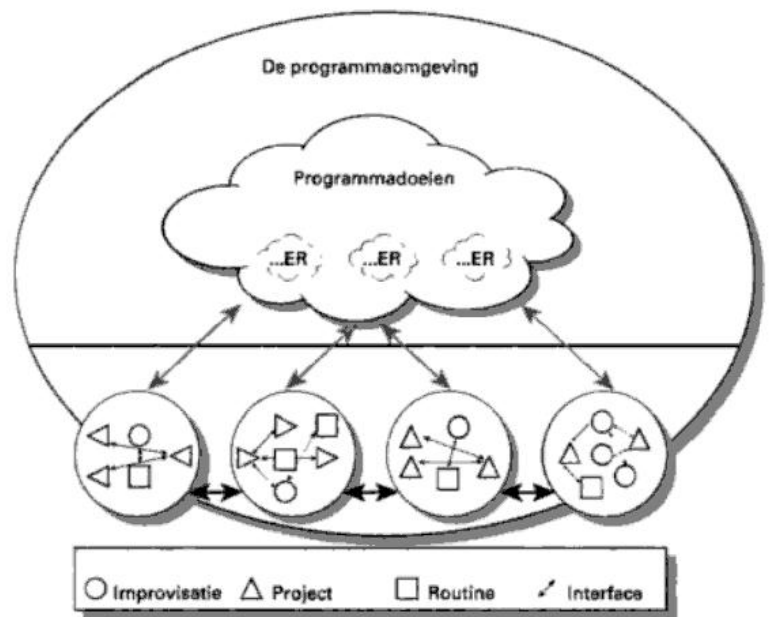 De programmaomgeving
Programmadoelen
...ER ...ER ...ER
Improvisatie Project Routine Interface